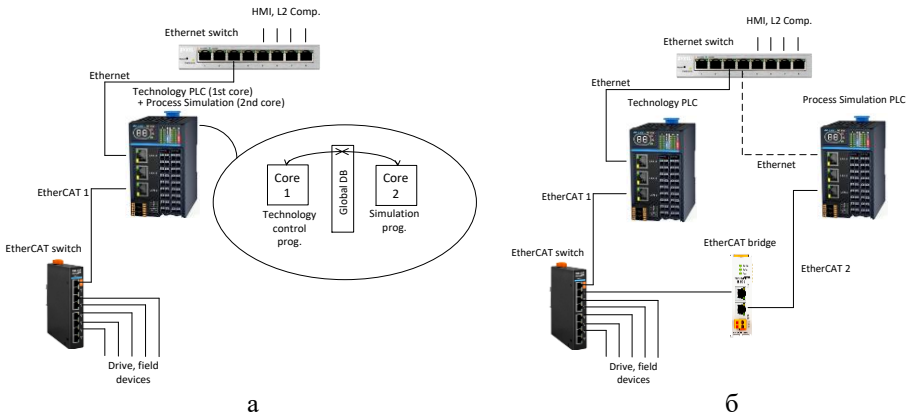 HMI, L2 Comp.
Ethernet switch
Ethernet
Technology PLC (1st core)
+ Process Simulation (2nd core)
EtherCAT 1
EtherCAT switch
Core
1
Global DB
Core
2
Technology
control
prog.
Simulation
prog.
Drive, field
devices
а
HMI, L2 Comp.
Ethernet switch
Ethernet
Technology PLC
Process Simulation PLC
Ethernet
EtherCAT 1
EtherCAT switch
EtherCAT bridge
EtherCAT 2
Drive, field
devices
б